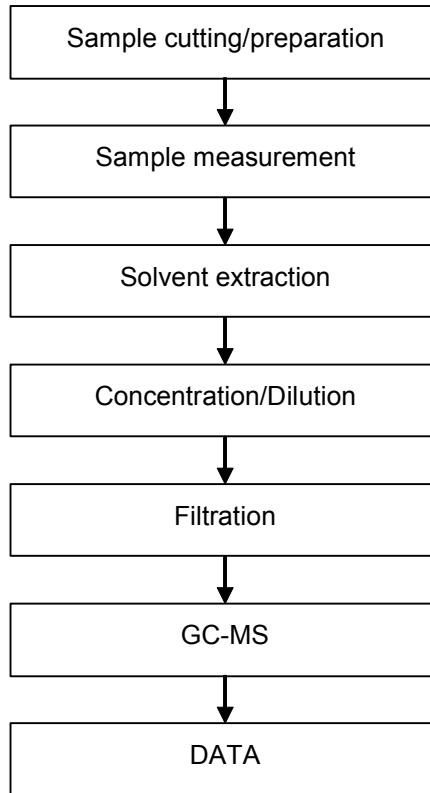 Sample cutting/preparation
Sample measurement
Solvent extraction
Concentration/Dilution
Filtration
GC-MS
DATA